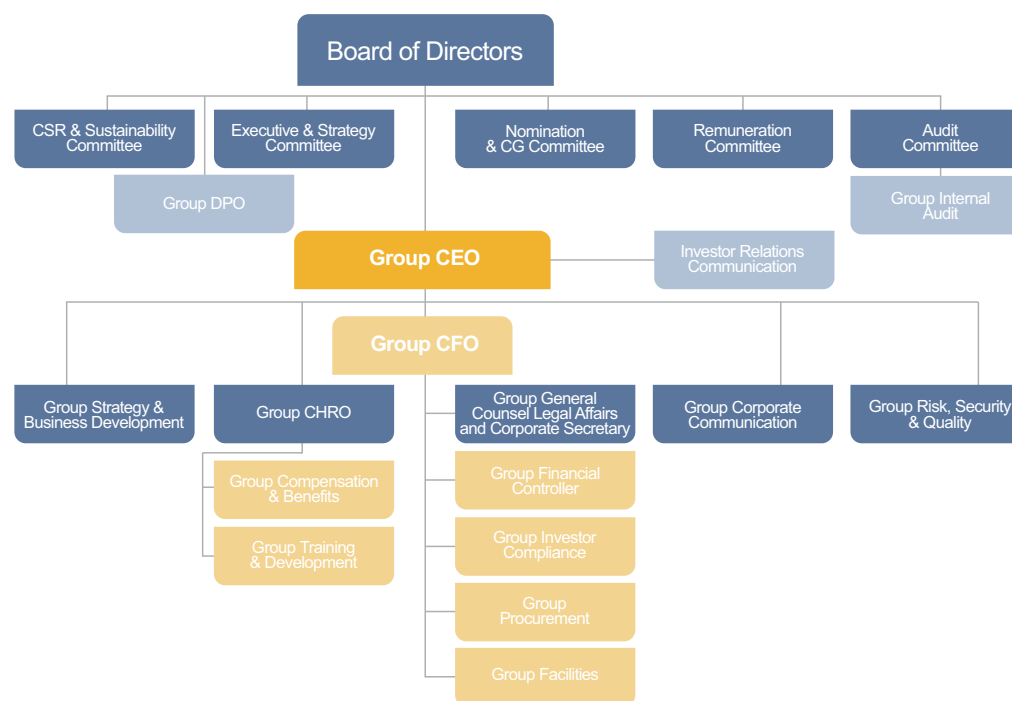 Board of Directors
CSR & Sustainability
Committee
Executive & Strategy
Committee
Nomination
& CG Committee
Remuneration
Committee
Audit
Committee
Group DPO
Group Internal
Audit
Group CEO
Investor Relations
Communication
Group CFO
Group Strategy &
Business Development
Group CHRO
Group General
Counsel Legal Affairs
and Corporate Secretary
Group Corporate
Communication
Group Risk, Security
& Quality
Group Compensation
& Benefits
Group Training
& Development
Group Financial
Controller
Group Investor
Compliance
Group
Procurement
Group Facilities